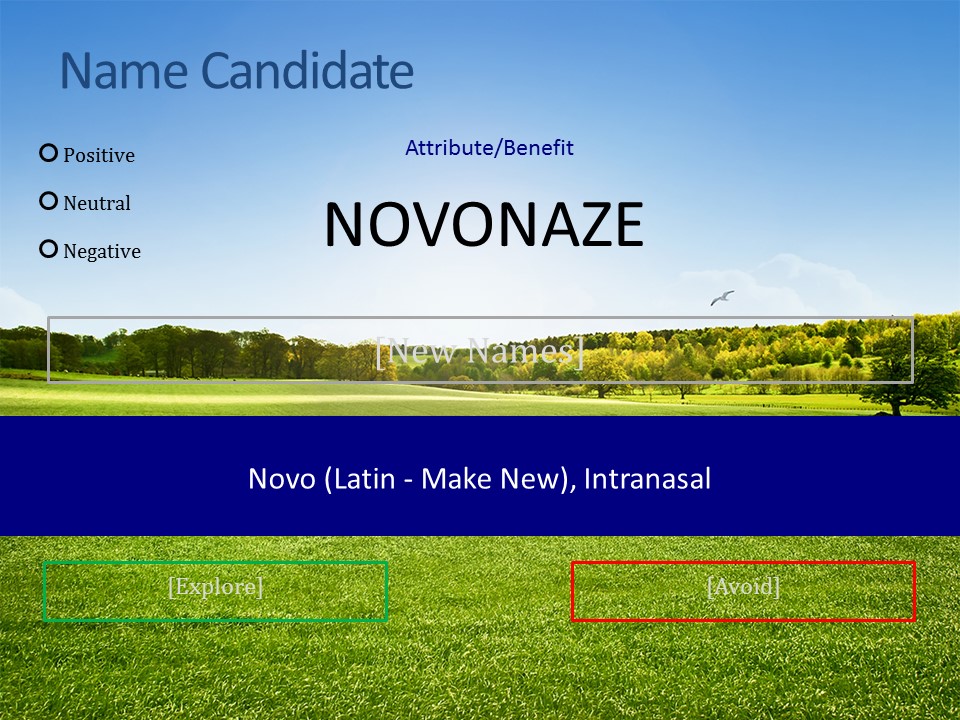 Name Candidate
Positive
Neutral
Negative
Attribute/Benefit
NOVONAZE
[New Names]
Novo (Latin - Make New), Intranasal
[Explore]
[Avoid]